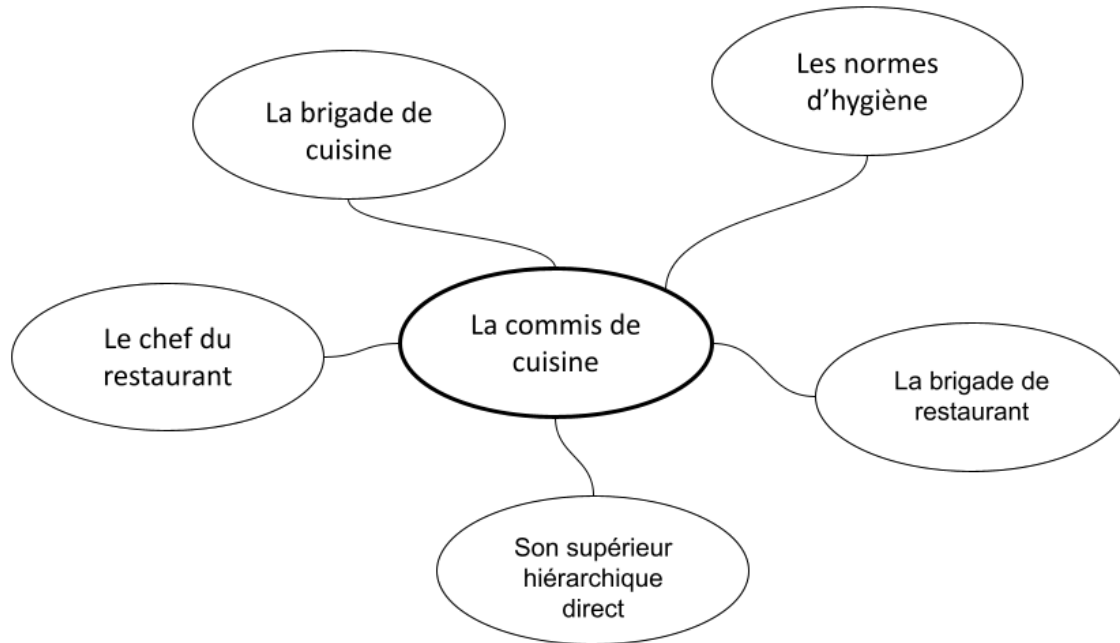 La brigade de
cuisine
Les normes
d’hygiène
Le chef du
restaurant
La commis de
cuisine
La brigade de
restaurant
Son supérieur
hiérarchique
direct